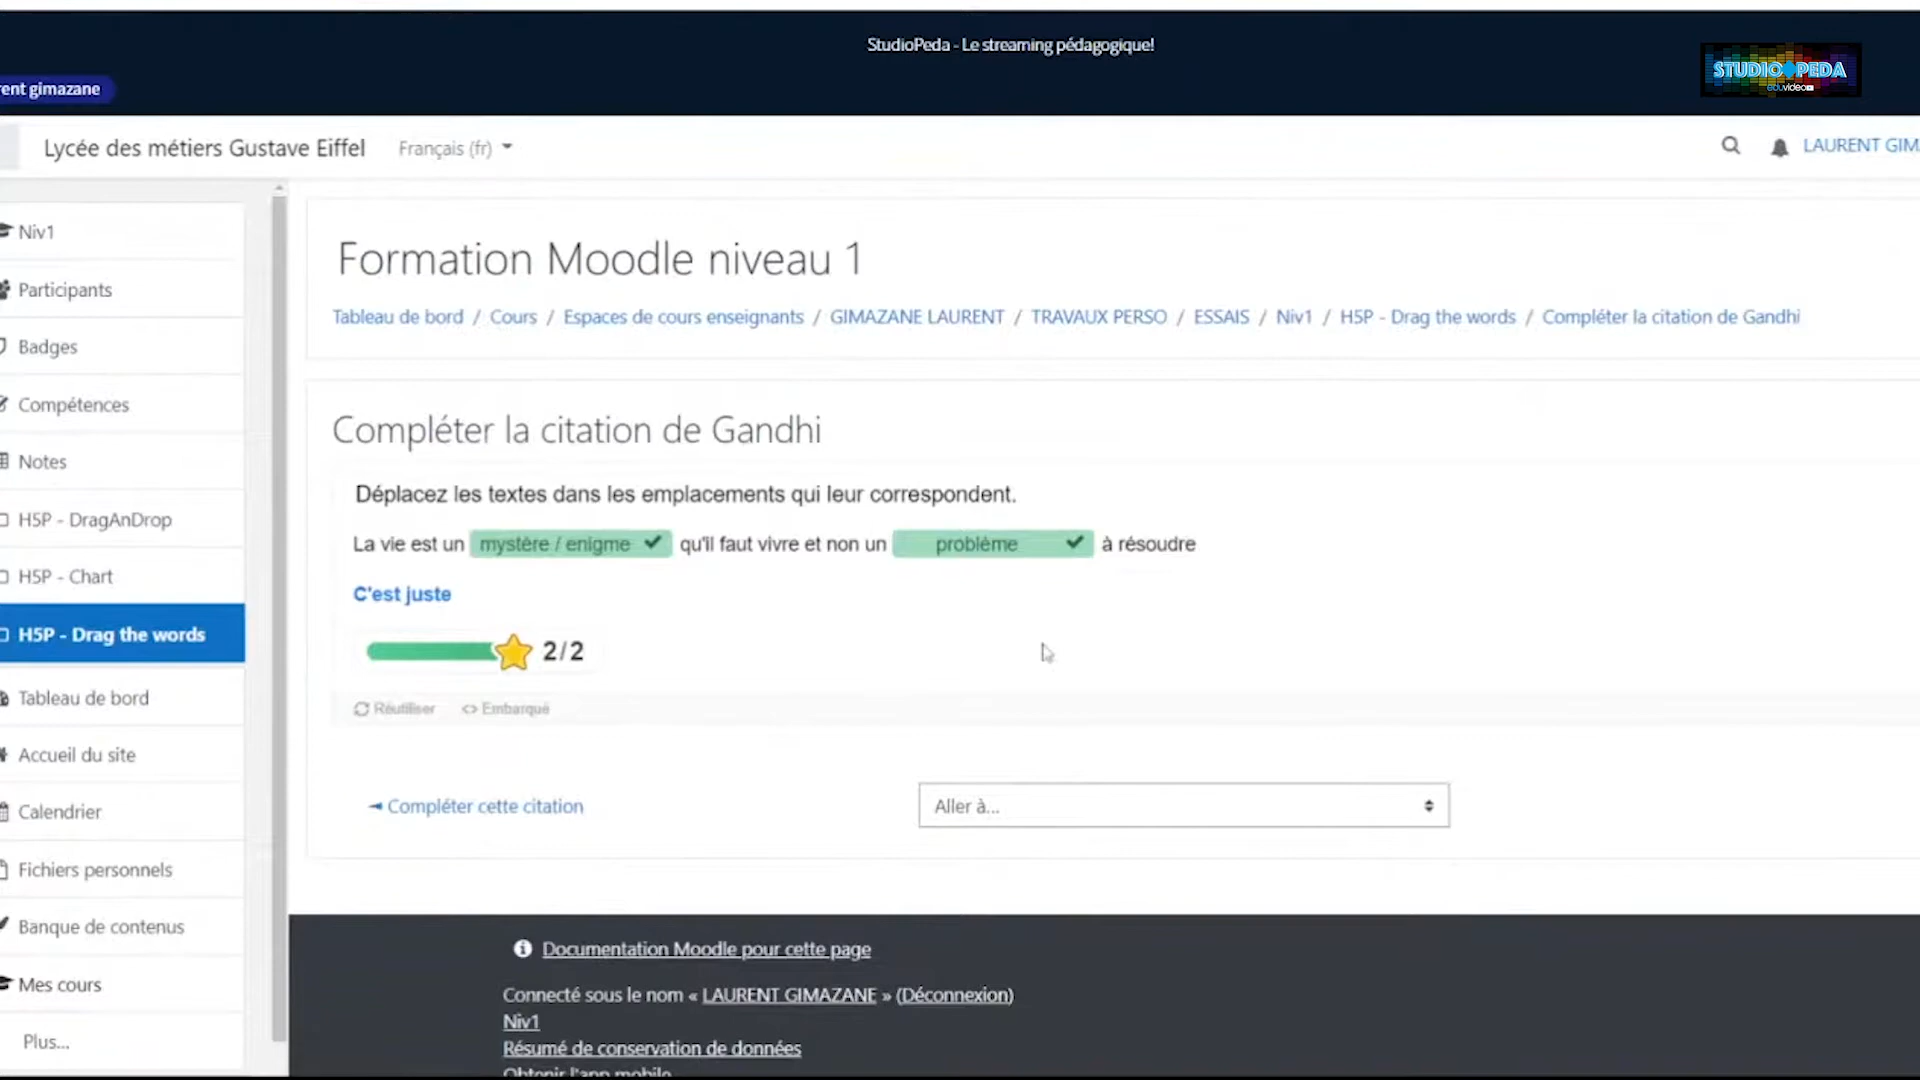 StudioPeda - Le streaming pédagogique!
STUDIO PEDA
eduvideo
rent gimazane
Lycée des métiers Gustave Eiffel
Français (fr)
LAURENT GIMA
Niv1
Participants
Badges
Compétences
Notes
H5P - DragAnDrop
H5P - Chart
H5P - Drag the words
Tableau de bord
Accueil du site
Calendrier
Fichiers personnels
Banque de contenus
Mes cours
Plus...
Formation Moodle niveau 1
Tableau de bord / Cours / Espaces de cours enseignants / GIMAZANE LAURENT / TRAVAUX PERSO / ESSAIS / Niv1 / H5P - Drag the words / Compléter la citation de Gandhi
Compléter la citation de Gandhi
Déplacez les textes dans les emplacements qui leur correspondent.
La vie est un mystère / enigme qu'il faut vivre et non un problème à résoudre
C'est juste
2/2
Réutiliser <> Embarqué
◄ Compléter cette citation
Aller à...
Documentation Moodle pour cette page
Connecté sous le nom « LAURENT GIMAZANE » (Déconnexion)
Niv1
Résumé de conservation de données
Obtenir l'app mobile